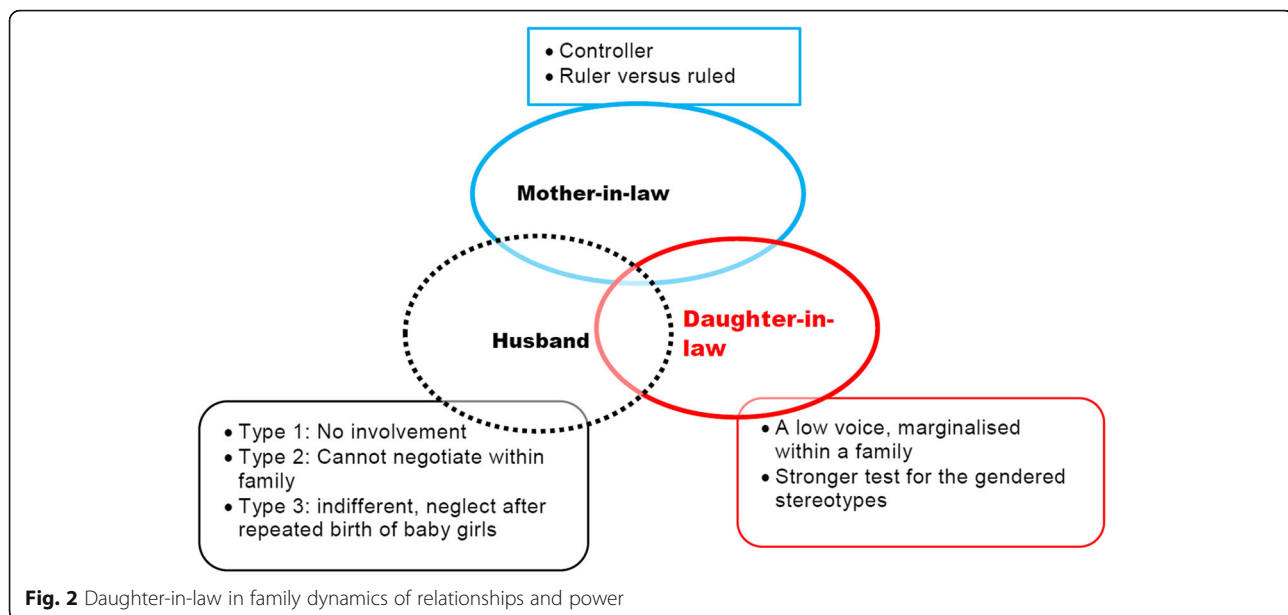 • Controller
• Ruler versus ruled
Mother-in-law
Husband
Daughter-in-
law
• Type 1: No involvement
• Type 2: Cannot negotiate within
family
• Type 3: indifferent, neglect after
repeated birth of baby girls
• A low voice, marginalised
within a family
• Stronger test for the gendered
stereotypes
Fig. 2 Daughter-in-law in family dynamics of relationships and power